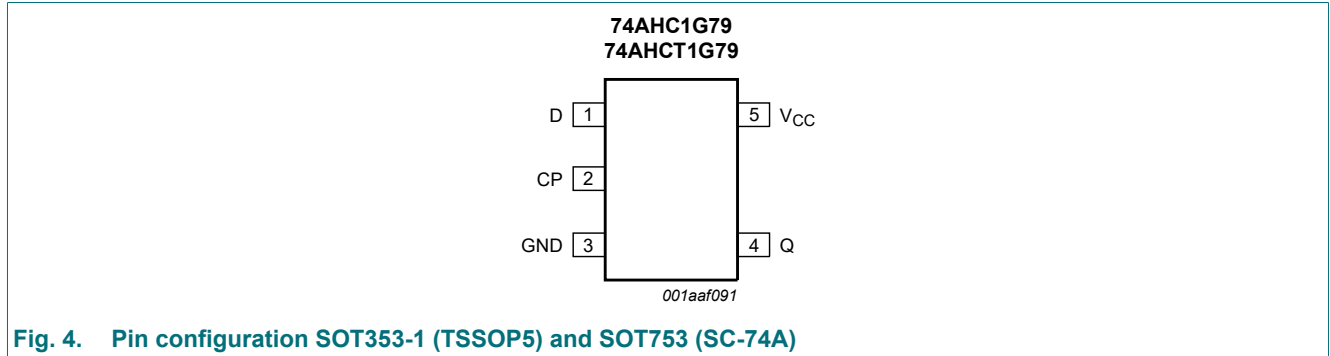 74AHC1G79
74AHCT1G79
D 1
5 VCC
CP 2
GND 3
4 Q
001aaf091
Fig. 4. Pin configuration SOT353-1 (TSSOP5) and SOT753 (SC-74A)